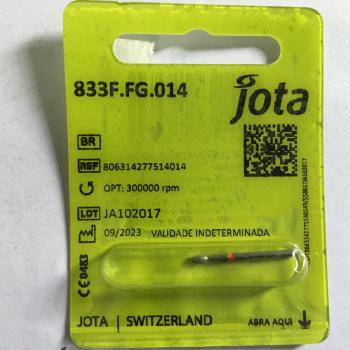 833F.FG.014
jota
BR
REF 806314277514014
OPT: 300000 rpm
LOT JA102017
09/2023 VALIDADE INDETERMINADA
CE 0483
JOTA | SWITZERLAND
ABRA AQUI